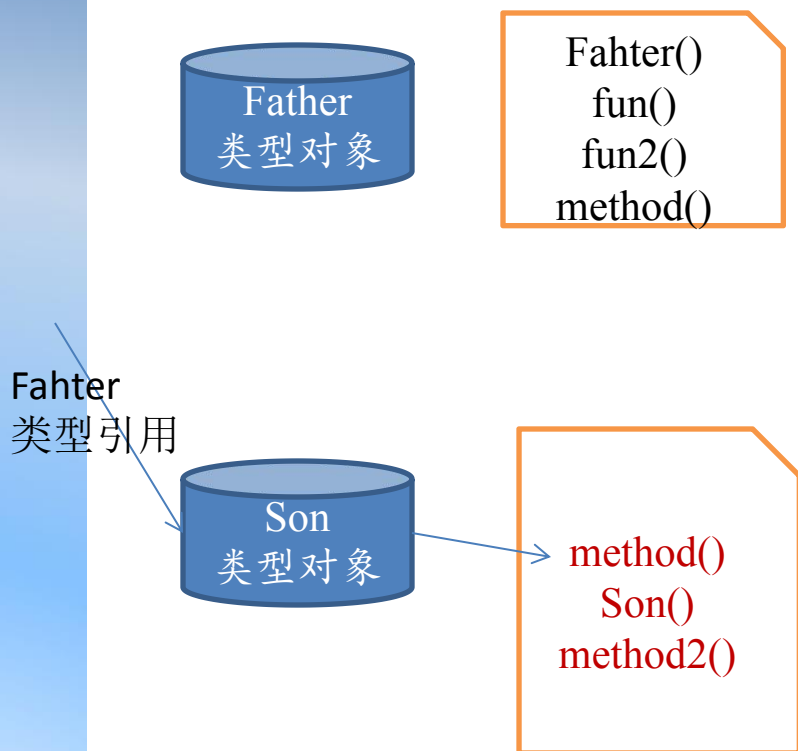 Father
类型对象
Fahter()
fun()
fun2()
method()
Fahter
类型引用
Son
类型对象
method()
Son()
method2()